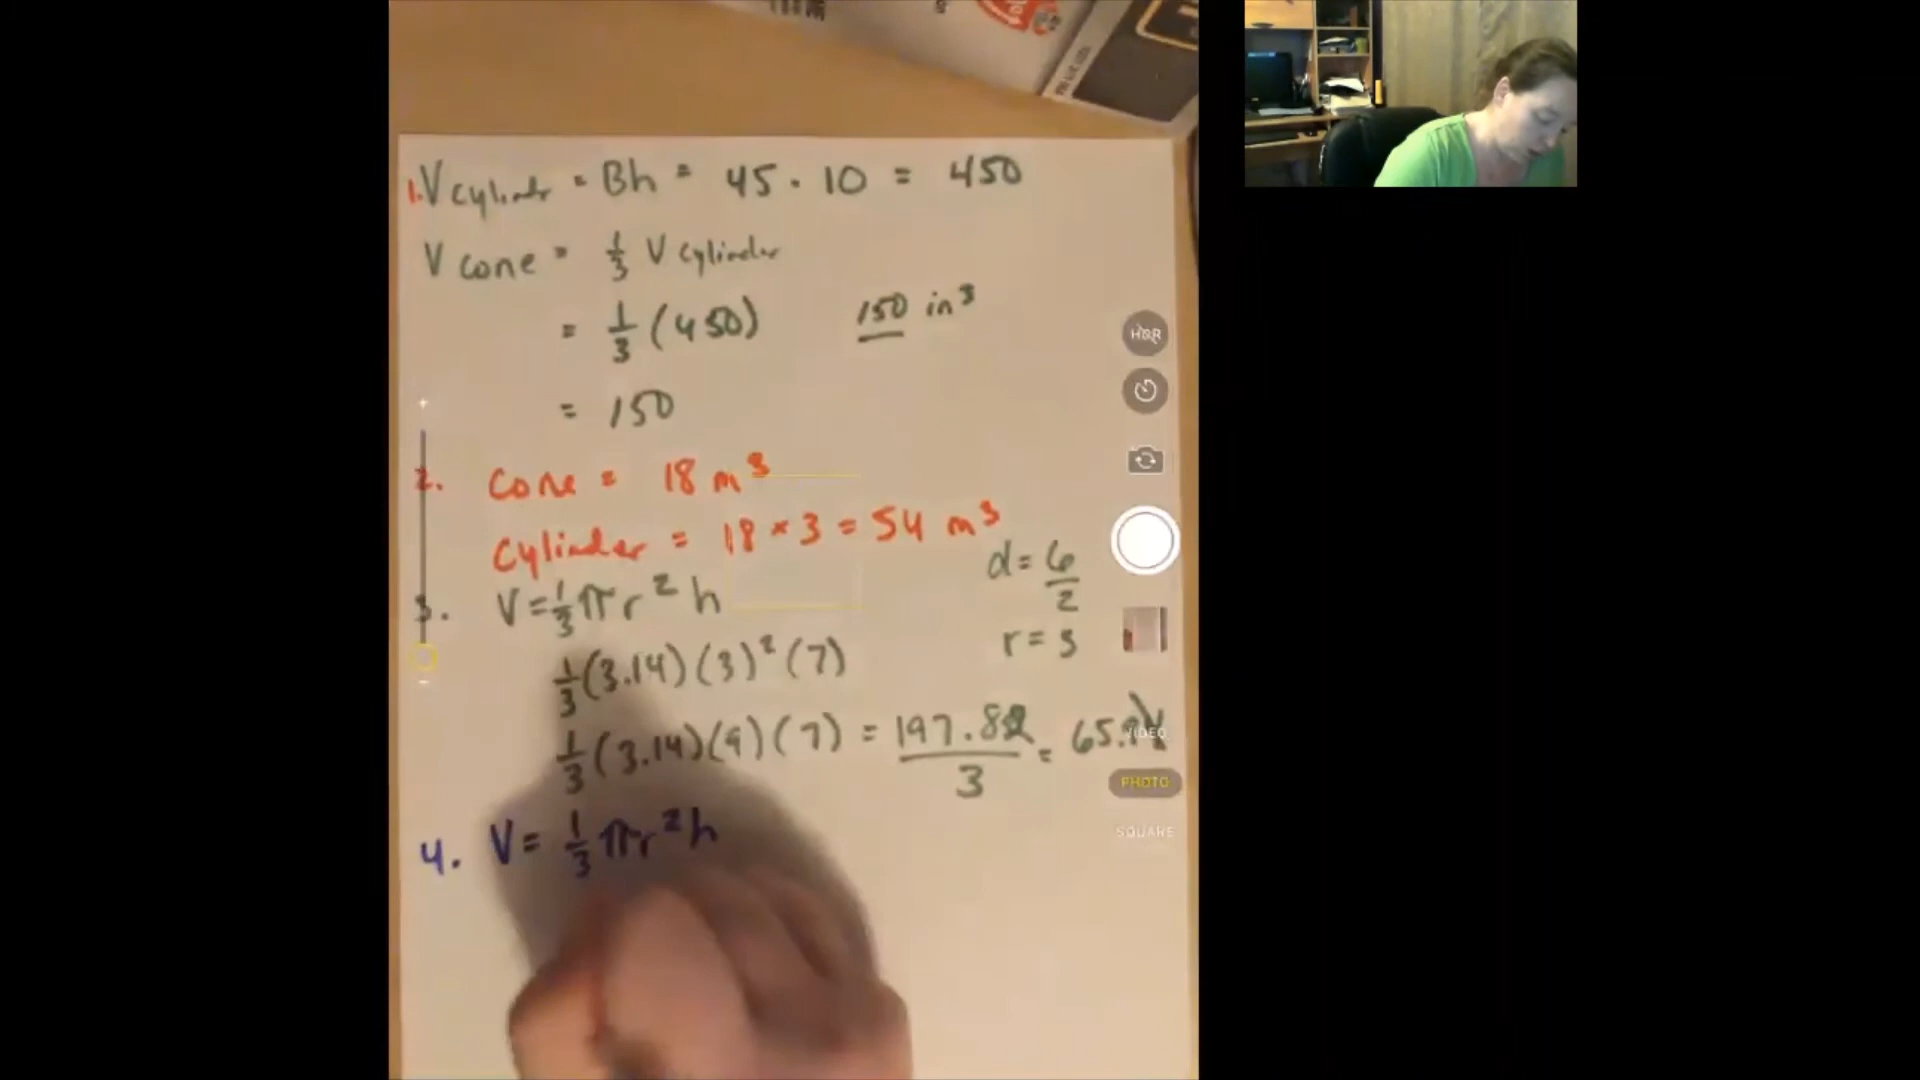 1. V cylindr = Bh = 45 · 10 = 450
V cone = 1/3 V cylinder
= 1/3 (450) 150 in³
= 150
2. Cone = 18 m³
Cylinder = 18 × 3 = 54 m³
d = 6/2
3. V = 1/3 πr²h
r = 3
1/3 (3.14)(3)²(7)
1/3 (3.14)(9)(7) = 197.82/3 = 65.94
4. V = 1/3 πr²h
HDR
VIDEO
PHOTO
SQUARE